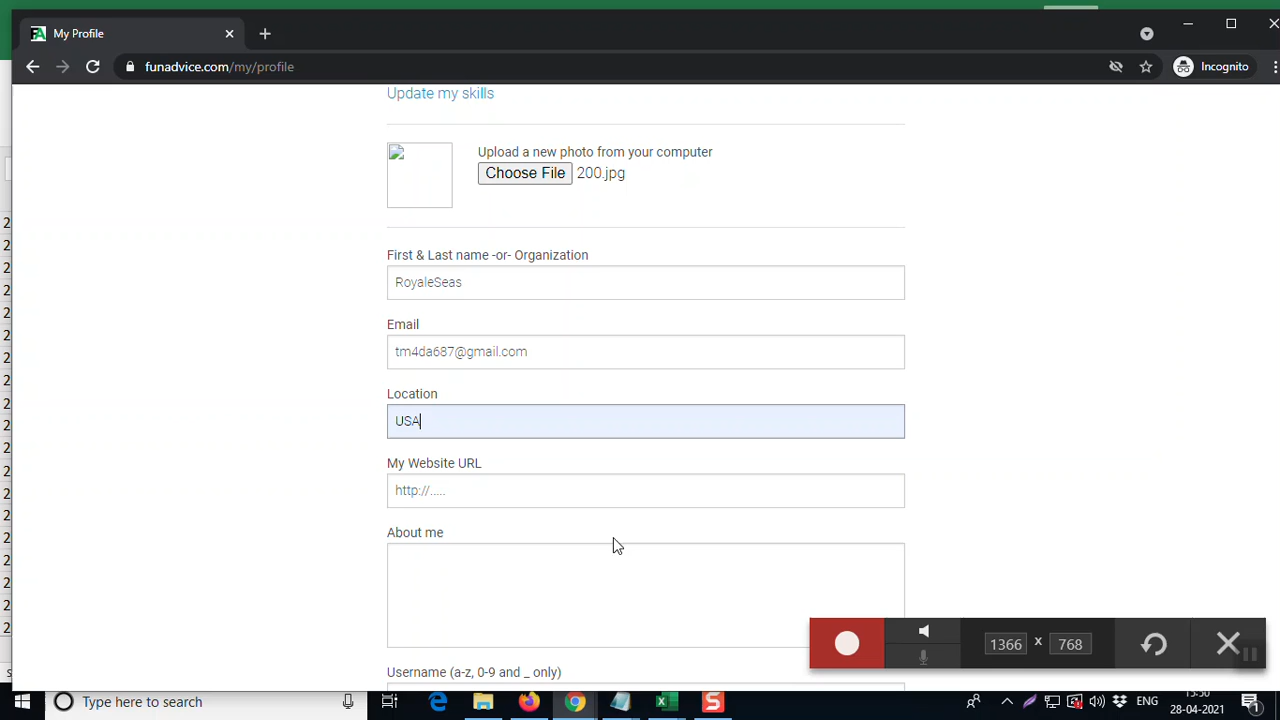 My Profile
funadvice.com/my/profile
Incognito
Update my skills
Upload a new photo from your computer
Choose File 200.jpg
First & Last name -or- Organization
RoyaleSeas
Email
tm4da687@gmail.com
Location
USA
My Website URL
http://.....
About me
Username (a-z, 0-9 and _ only)
1366 x 768
Type here to search
ENG
13:50
28-04-2021